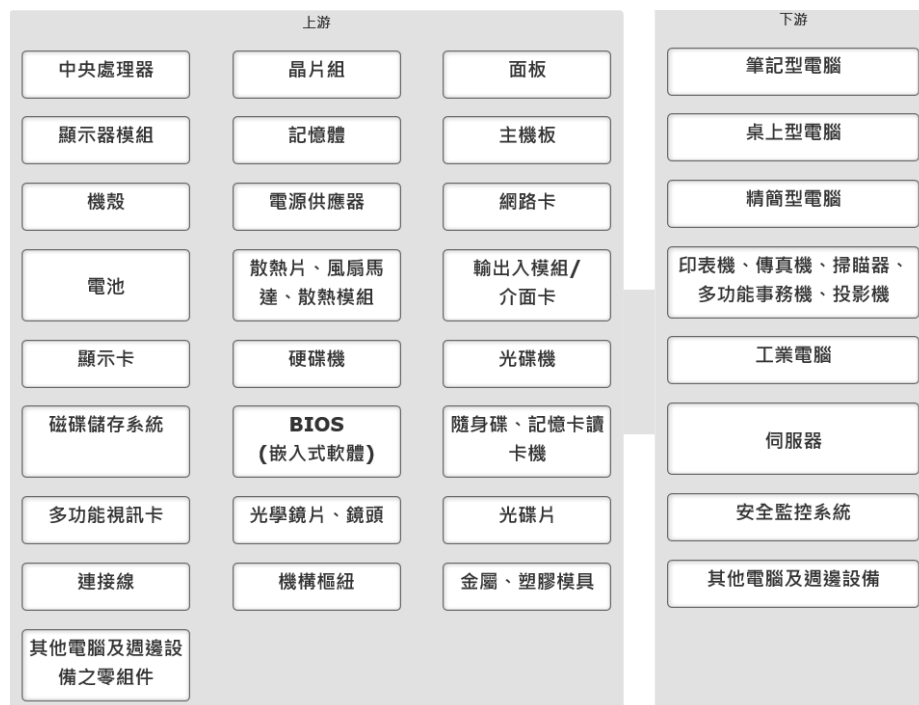 上游
中央處理器
晶片組
面板
顯示器模組
記憶體
主機板
機殼
電源供應器
網路卡
電池
散熱片、風扇馬
達、散熱模組
輸出入模組/
介面卡
顯示卡
硬碟機
光碟機
磁碟儲存系統
BIOS
(嵌入式軟體)
隨身碟、記憶卡讀
卡機
多功能視訊卡
光學鏡片、鏡頭
光碟片
連接線
機構樞紐
金屬、塑膠模具
其他電腦及週邊設
備之零組件
下游
筆記型電腦
桌上型電腦
精簡型電腦
印表機、傳真機、掃瞄器、
多功能事務機、投影機
工業電腦
伺服器
安全監控系統
其他電腦及週邊設備